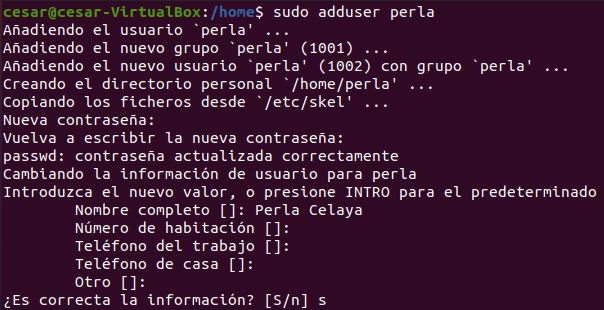 cesar@cesar-VirtualBox:/home$ sudo adduser perla
Añadiendo el usuario `perla' ...
Añadiendo el nuevo grupo `perla' (1001) ...
Añadiendo el nuevo usuario `perla' (1002) con grupo `perla' ...
Creando el directorio personal `/home/perla' ...
Copiando los ficheros desde `/etc/skel' ...
Nueva contraseña:
Vuelva a escribir la nueva contraseña:
passwd: contraseña actualizada correctamente
Cambiando la información de usuario para perla
Introduzca el nuevo valor, o presione INTRO para el predeterminado
Nombre completo []: Perla Celaya
Número de habitación []:
Teléfono del trabajo []:
Teléfono de casa []:
Otro []:
¿Es correcta la información? [S/n] s